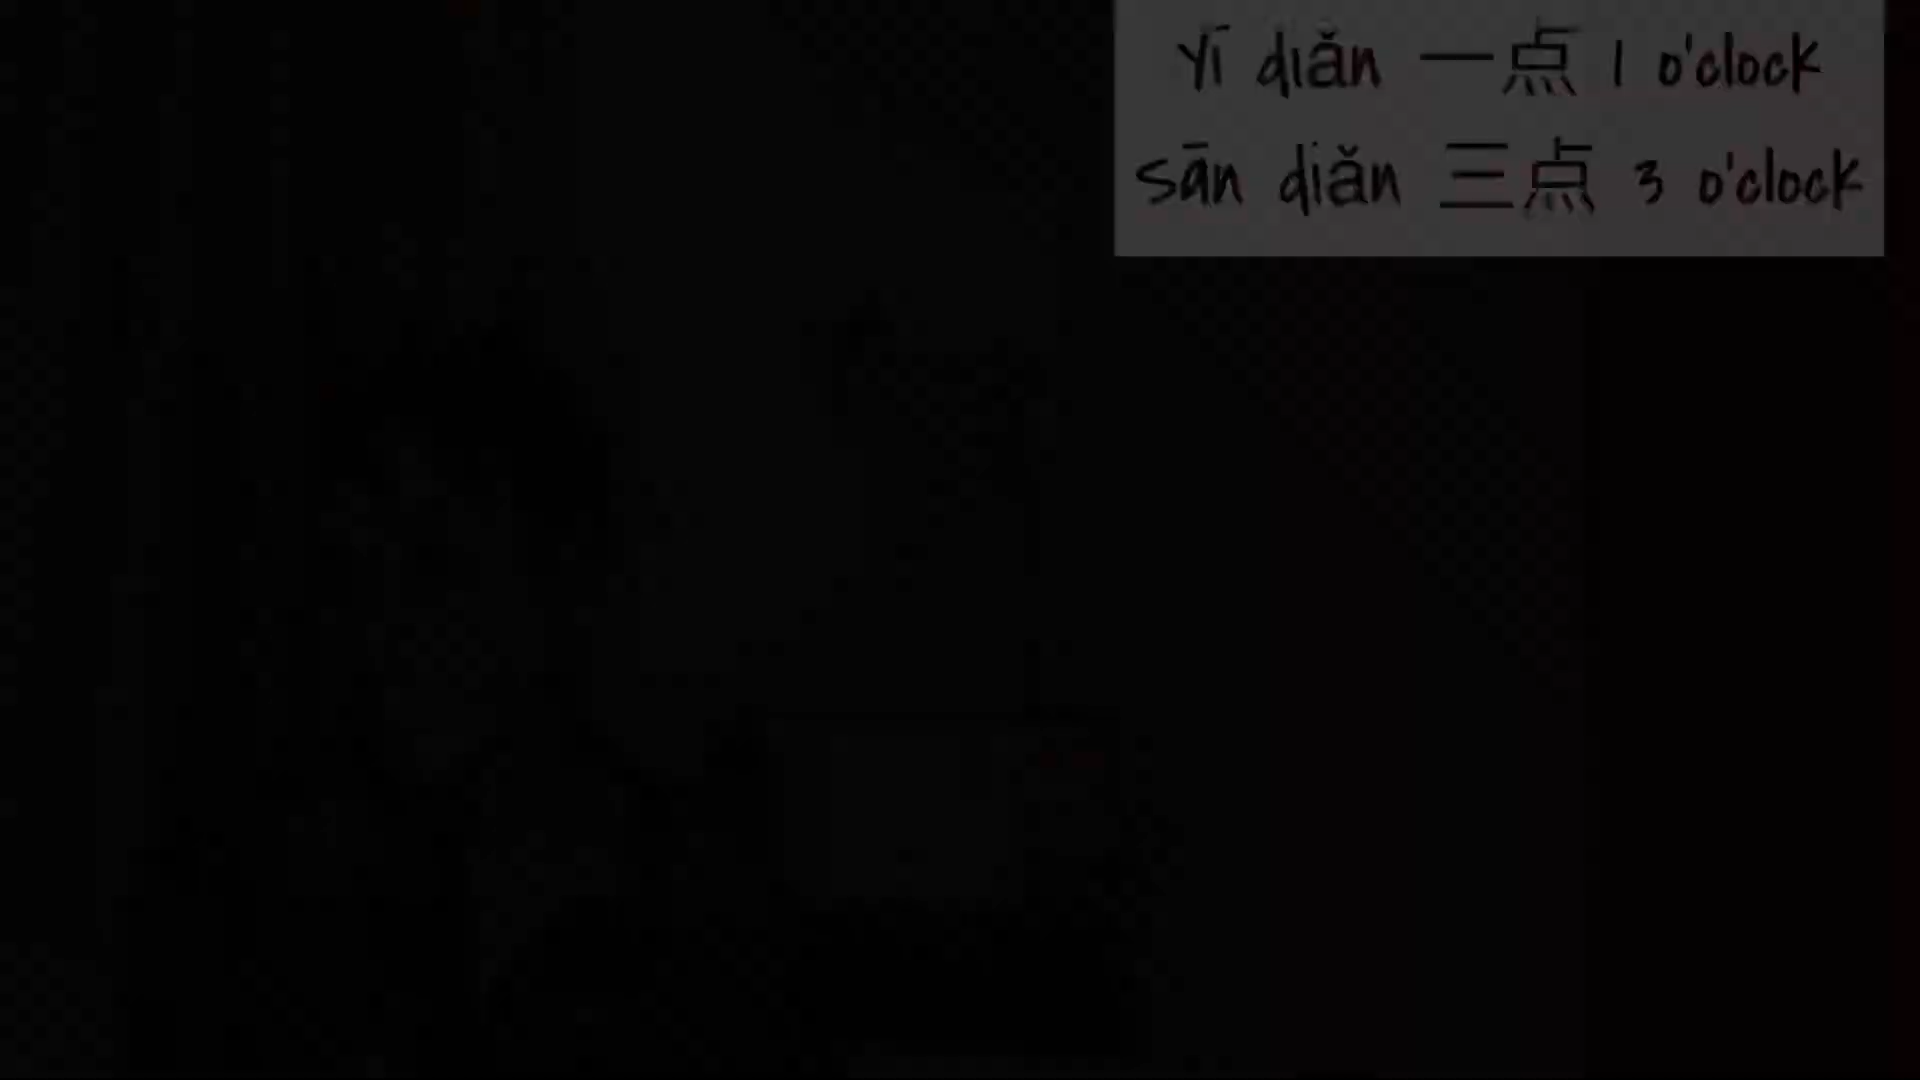 yī diǎn 一点 1 o'clock
sān diǎn 三点 3 o'clock